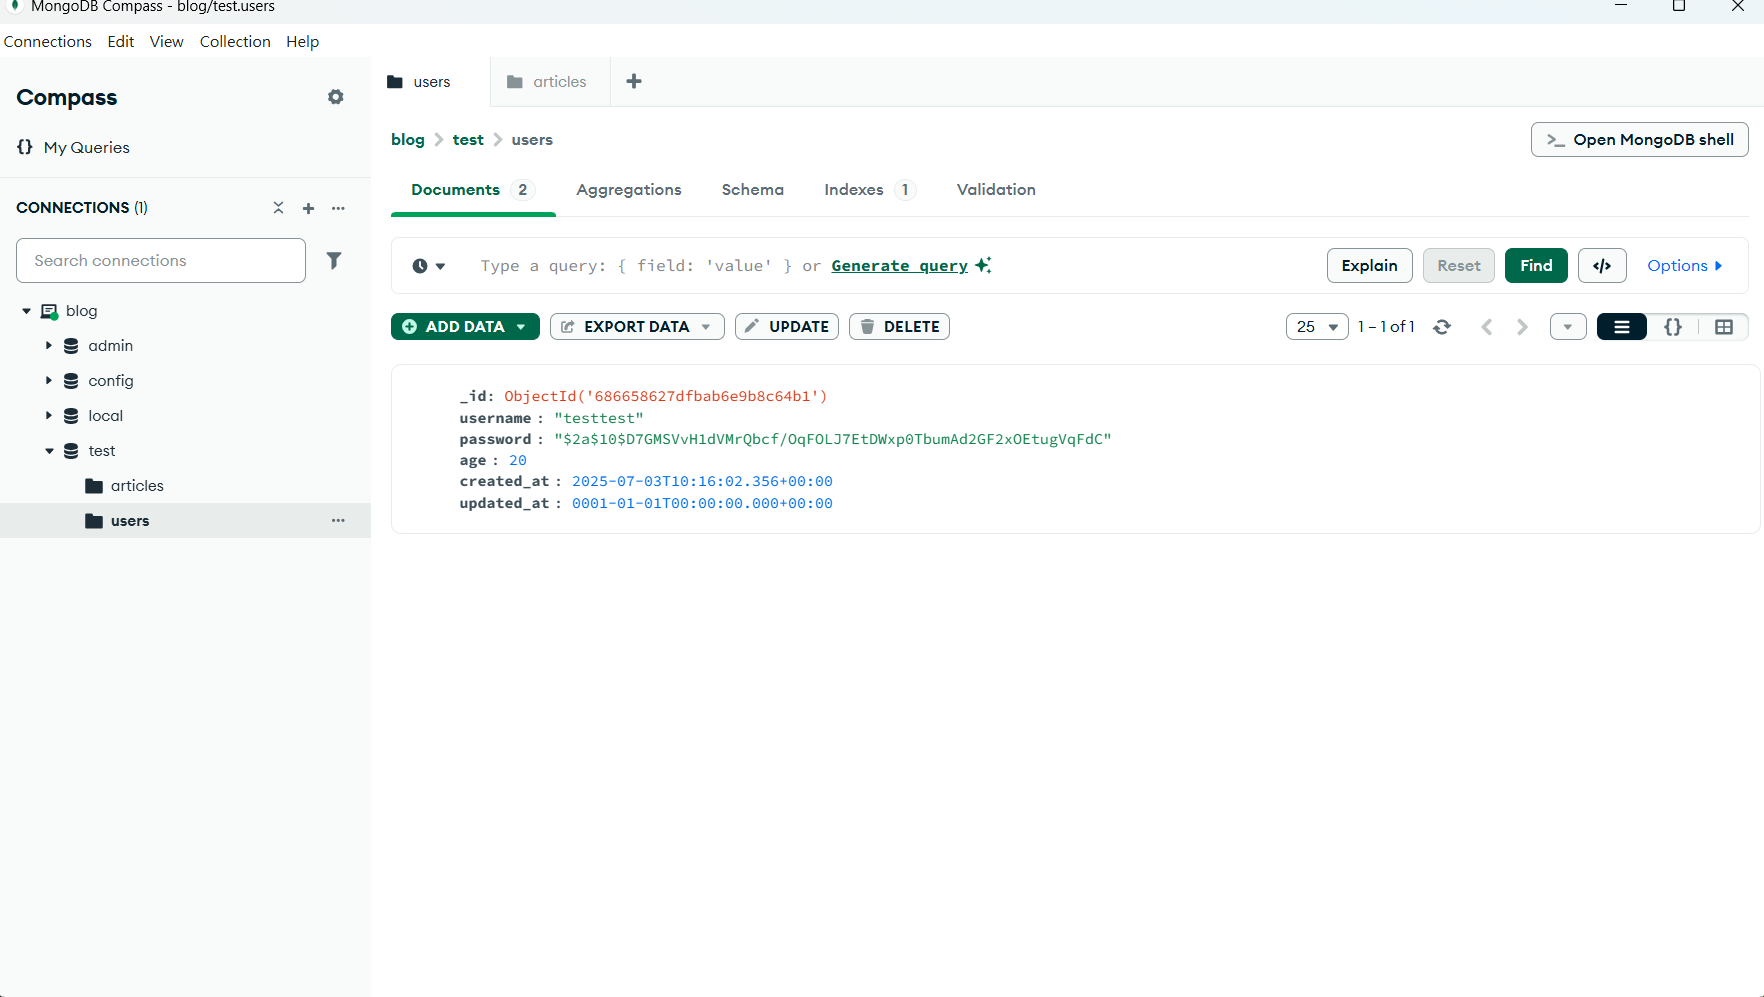 MongoDB Compass - blog/test.users
Connections Edit View Collection Help
Compass
{} My Queries
CONNECTIONS (1)
Search connections
blog
admin
config
local
test
articles
users
users articles
blog > test > users
>_ Open MongoDB shell
Documents 2 Aggregations Schema Indexes 1 Validation
Type a query: { field: 'value' } or Generate query
Explain Reset Find </> Options
ADD DATA EXPORT DATA UPDATE DELETE
25 1 – 1 of 1 {}
_id: ObjectId('686658627dfbab6e9b8c64b1')
username : "testtest"
password : "$2a$10$D7GMSVvH1dVMrQbcf/OqFOLJ7EtDWxp0TbumAd2GF2xOEtugVqFdC"
age : 20
created_at : 2025-07-03T10:16:02.356+00:00
updated_at : 0001-01-01T00:00:00.000+00:00